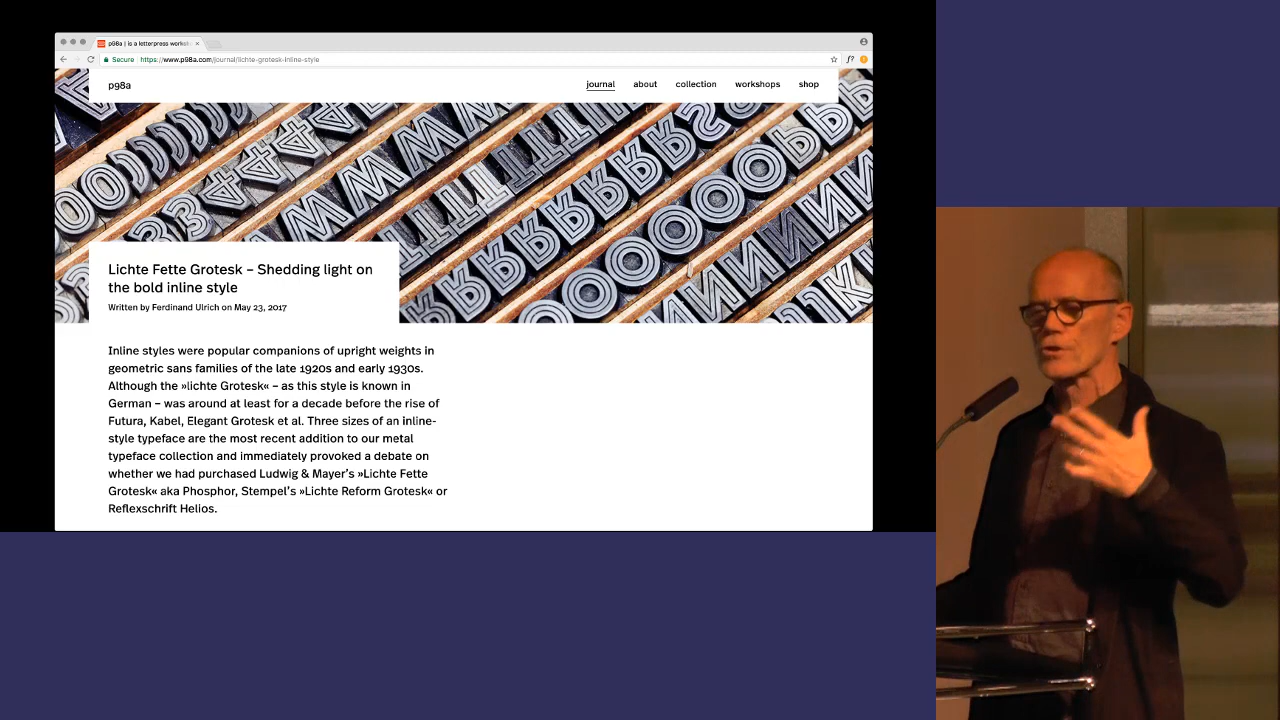 p98a | is a letterpress worksh
Secure https://www.p98a.com/journal/lichte-grotesk-inline-style
f?
p98a
journal about collection workshops shop
Lichte Fette Grotesk – Shedding light on
the bold inline style
Written by Ferdinand Ulrich on May 23, 2017
Inline styles were popular companions of upright weights in
geometric sans families of the late 1920s and early 1930s.
Although the »lichte Grotesk« – as this style is known in
German – was around at least for a decade before the rise of
Futura, Kabel, Elegant Grotesk et al. Three sizes of an inline-
style typeface are the most recent addition to our metal
typeface collection and immediately provoked a debate on
whether we had purchased Ludwig & Mayer's »Lichte Fette
Grotesk« aka Phosphor, Stempel's »Lichte Reform Grotesk« or
Reflexschrift Helios.